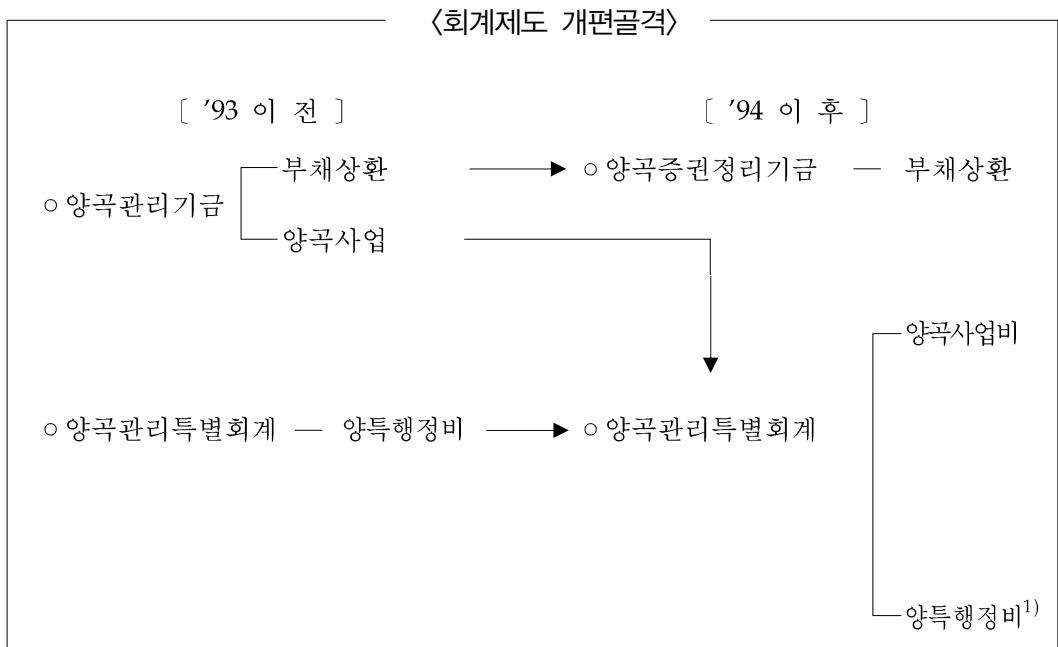 〈회계제도 개편골격〉
[ '93 이 전 ] [ '94 이 후 ]
부채상환 ○ 양곡증권정리기금 — 부채상환
○ 양곡관리기금
양곡사업
양곡사업비
○ 양곡관리특별회계 — 양특행정비 ○ 양곡관리특별회계
양특행정비1)